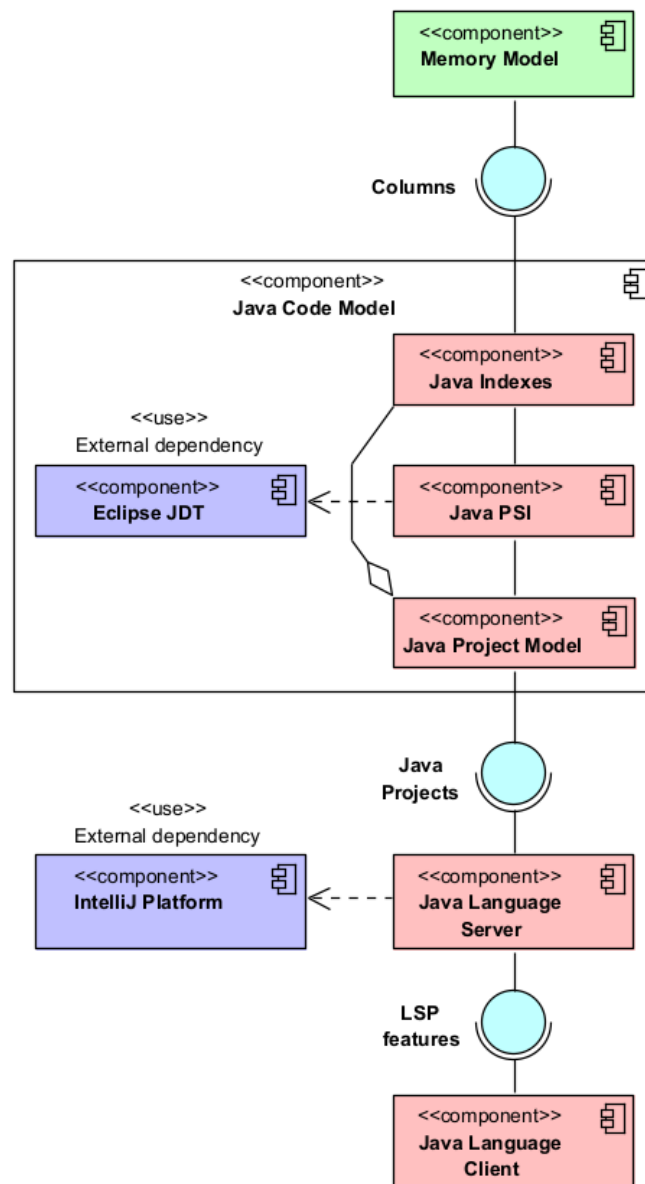 <<component>>
Memory Model
Columns
<<component>>
Java Code Model
<<component>>
Java Indexes
<<use>>
External dependency
<<component>>
Eclipse JDT
<<component>>
Java PSI
<<component>>
Java Project Model
Java
Projects
<<use>>
External dependency
<<component>>
IntelliJ Platform
<<component>>
Java Language
Server
LSP
features
<<component>>
Java Language
Client